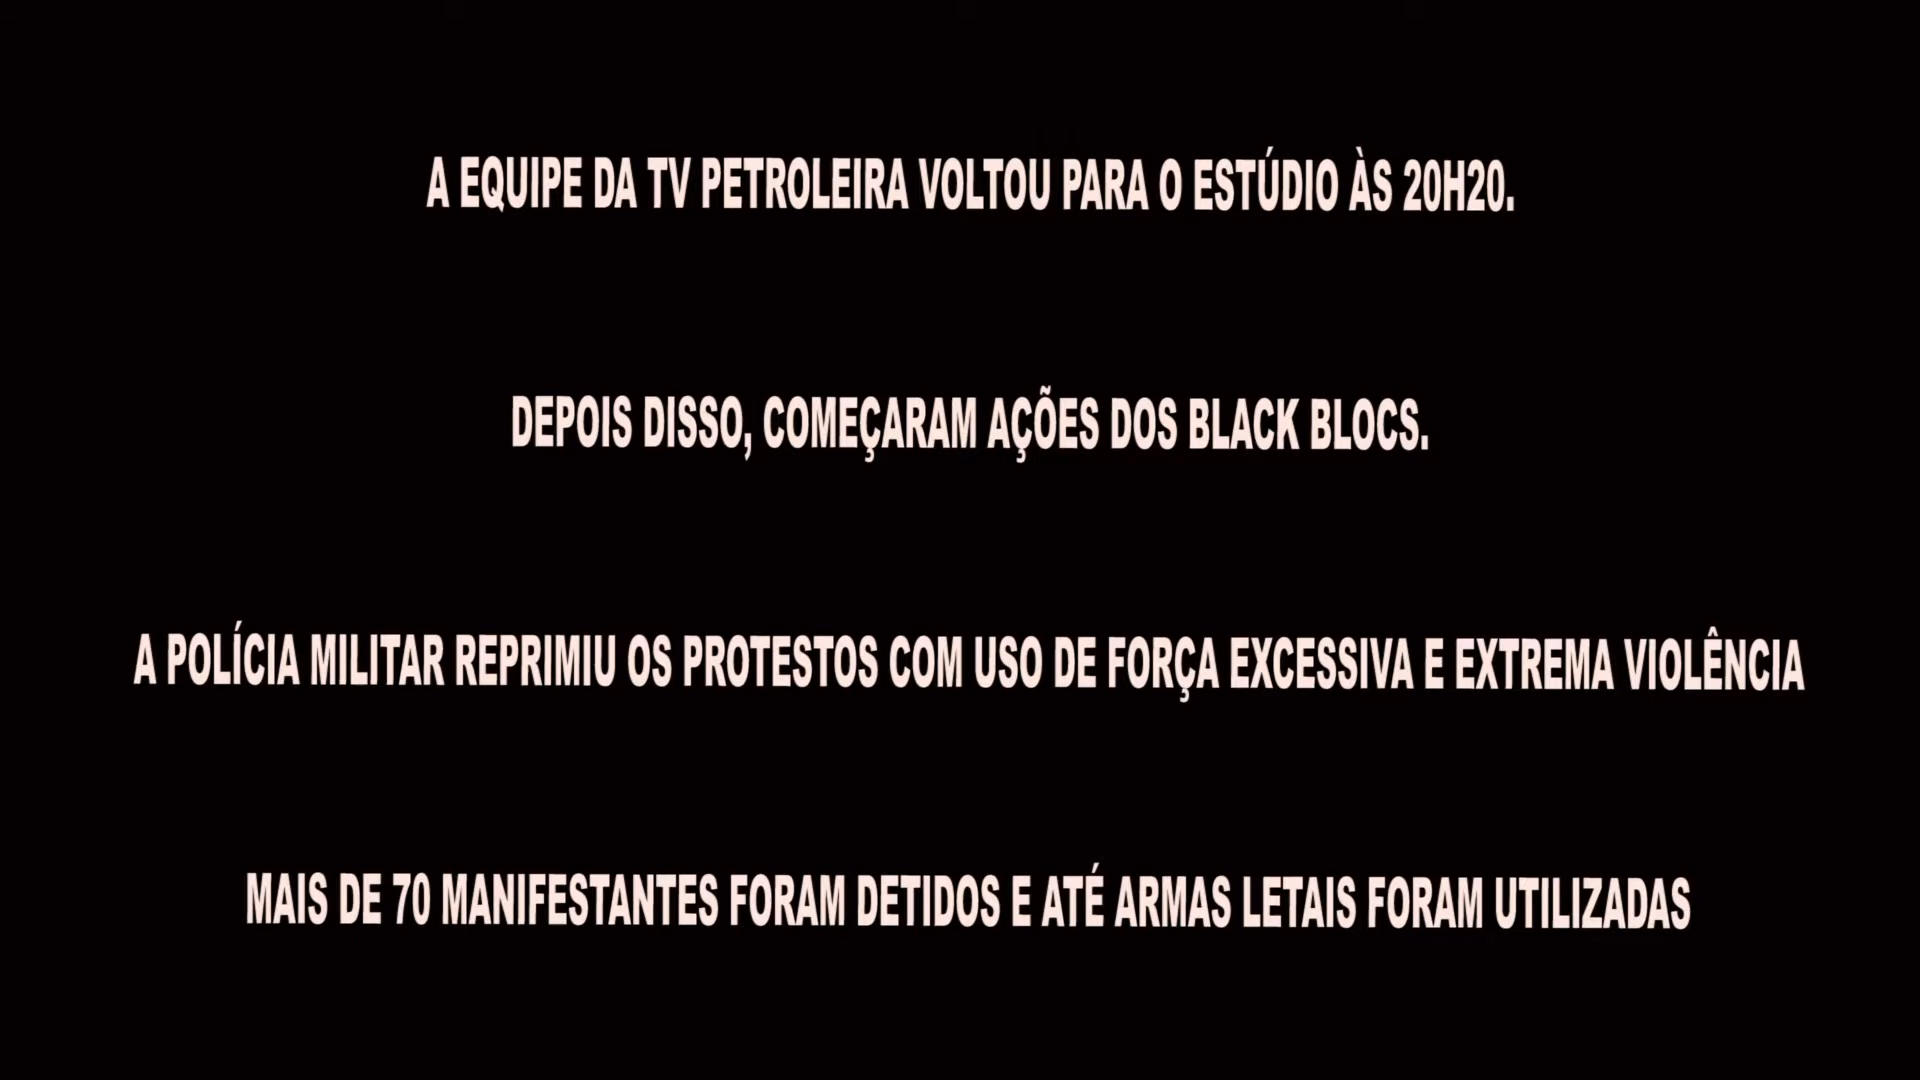 A EQUIPE DA TV PETROLEIRA VOLTOU PARA O ESTÚDIO ÀS 20H20.
DEPOIS DISSO, COMEÇARAM AÇÕES DOS BLACK BLOCS.
A POLÍCIA MILITAR REPRIMIU OS PROTESTOS COM USO DE FORÇA EXCESSIVA E EXTREMA VIOLÊNCIA
MAIS DE 70 MANIFESTANTES FORAM DETIDOS E ATÉ ARMAS LETAIS FORAM UTILIZADAS